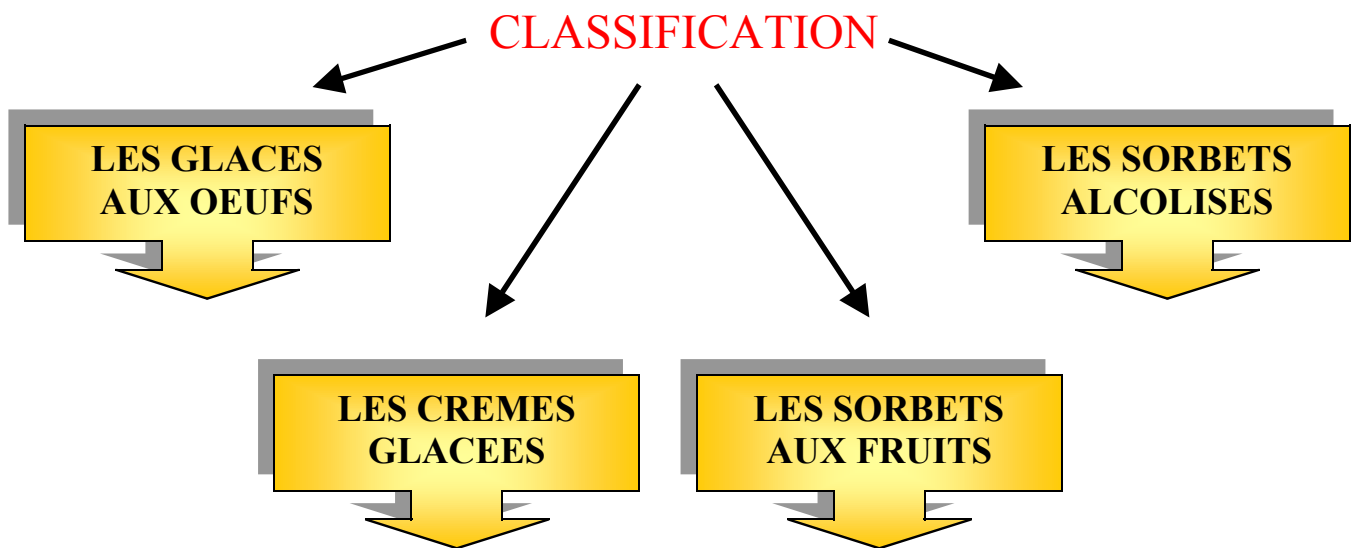 CLASSIFICATION
LES GLACES
AUX OEUFS
LES SORBETS
ALCOLISES
LES CREMES
GLACEES
LES SORBETS
AUX FRUITS